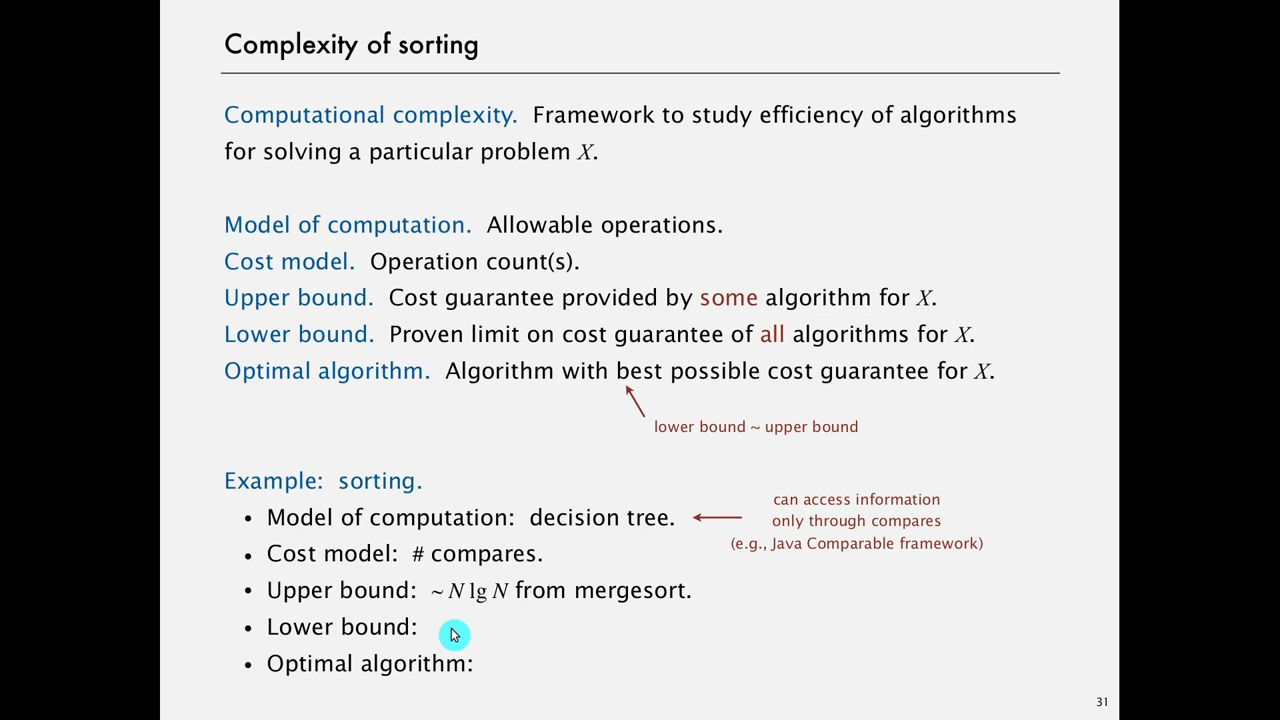 Complexity of sorting
Computational complexity. Framework to study efficiency of algorithms
for solving a particular problem X.
Model of computation. Allowable operations.
Cost model. Operation count(s).
Upper bound. Cost guarantee provided by some algorithm for X.
Lower bound. Proven limit on cost guarantee of all algorithms for X.
Optimal algorithm. Algorithm with best possible cost guarantee for X.
lower bound ~ upper bound
Example: sorting.
• Model of computation: decision tree.
can access information
only through compares
(e.g., Java Comparable framework)
• Cost model: # compares.
• Upper bound: ~ N lg N from mergesort.
• Lower bound:
• Optimal algorithm:
31